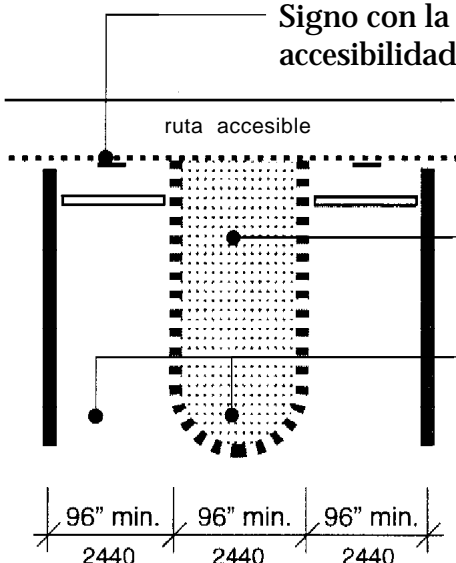 Signo con la
accesibilidad
ruta accesible
96” min. 96” min. 96” min.
2440 2440 2440